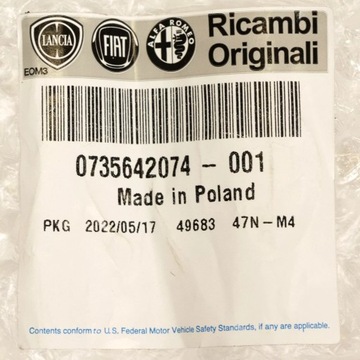 LANCIA FIAT ALFA ROMEO Ricambi
Originali
EOM3
0735642074 - 001
Made in Poland
PKG 2022/05/17 49683 47N-M4
Contents conform to U.S. Federal Motor Vehicle Safety Standards, if any are applicable.